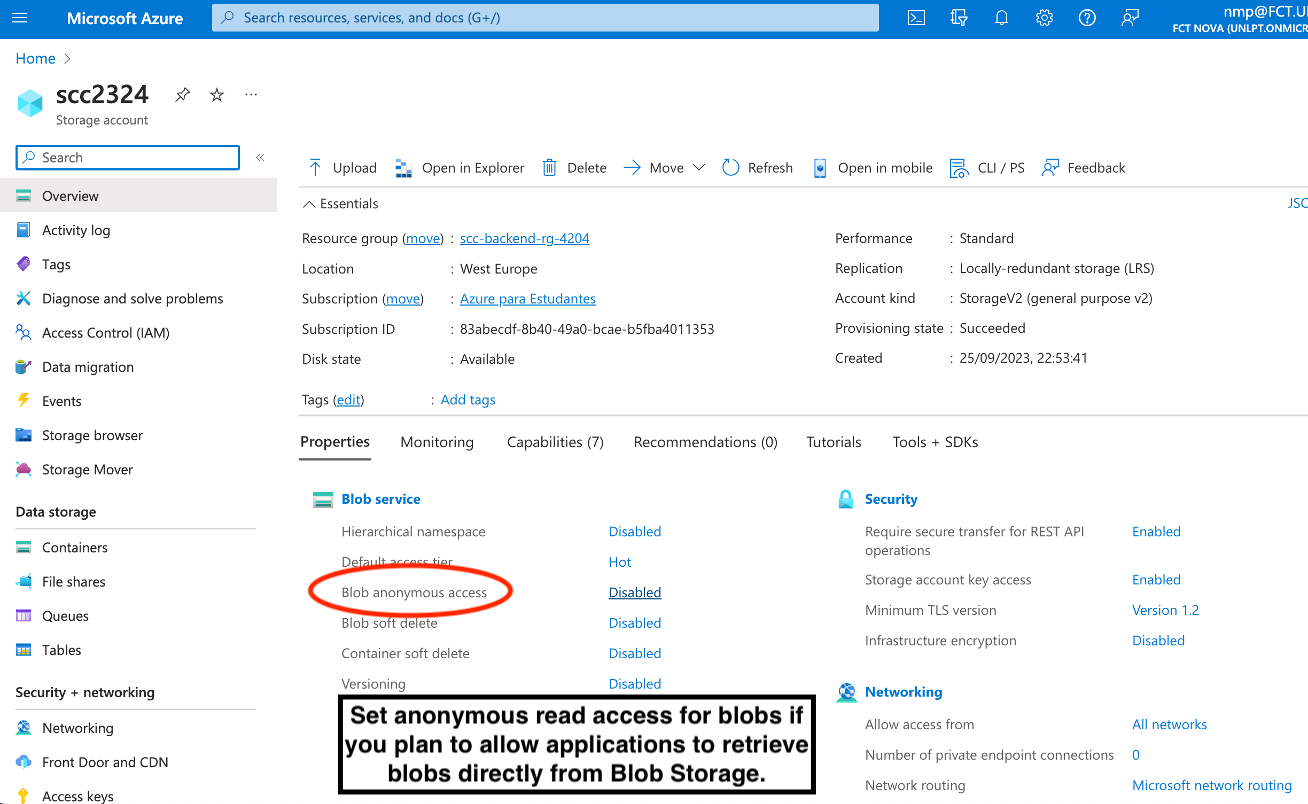 Microsoft Azure
Search resources, services, and docs (G+/)
nmp@FCT.U
FCT NOVA (UNLPT.ONMICR
Home
scc2324
Storage account
Search
Overview
Activity log
Tags
Diagnose and solve problems
Access Control (IAM)
Data migration
Events
Storage browser
Storage Mover
Data storage
Containers
File shares
Queues
Tables
Security + networking
Networking
Front Door and CDN
Access keys
Upload Open in Explorer Delete Move Refresh Open in mobile CLI / PS Feedback
Essentials
JSO
Resource group (move) : scc-backend-rg-4204
Location : West Europe
Subscription (move) : Azure para Estudantes
Subscription ID : 83abecdf-8b40-49a0-bcae-b5fba4011353
Disk state : Available
Tags (edit) : Add tags
Performance : Standard
Replication : Locally-redundant storage (LRS)
Account kind : StorageV2 (general purpose v2)
Provisioning state : Succeeded
Created : 25/09/2023, 22:53:41
Properties Monitoring Capabilities (7) Recommendations (0) Tutorials Tools + SDKs
Blob service
Hierarchical namespace Disabled
Default access tier Hot
Blob anonymous access Disabled
Blob soft delete Disabled
Container soft delete Disabled
Versioning Disabled
Set anonymous read access for blobs if
you plan to allow applications to retrieve
blobs directly from Blob Storage.
Security
Require secure transfer for REST API
operations
Enabled
Storage account key access Enabled
Minimum TLS version Version 1.2
Infrastructure encryption Disabled
Networking
Allow access from All networks
Number of private endpoint connections 0
Network routing Microsoft network routing